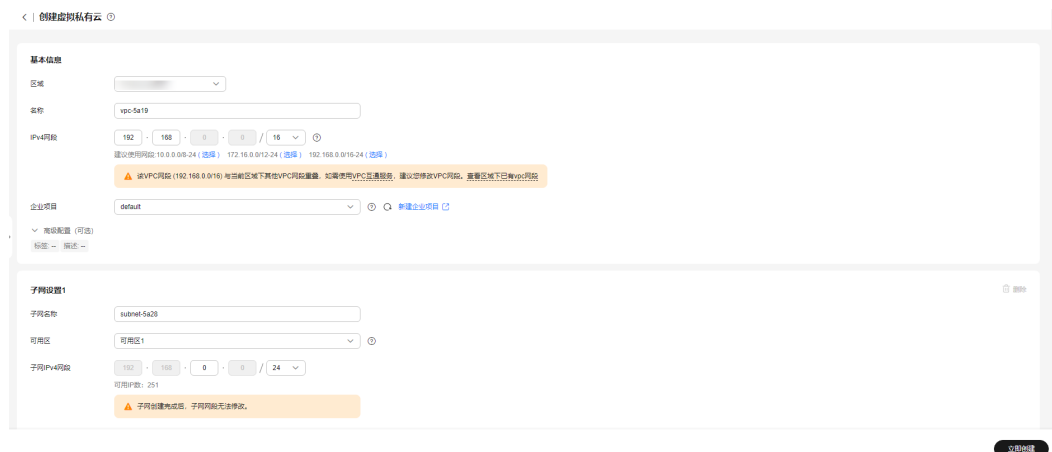 创建虚拟私有云
基本信息
区域
名称 vpc-5a19
IPv4网段 192 · 168 · 0 · 0 / 16
建议使用网段:10.0.0.0/8-24 ( 选择 ) 172.16.0.0/12-24 ( 选择 ) 192.168.0.0/16-24 ( 选择 )
该VPC网段 (192.168.0.0/16) 与当前区域下其他VPC网段重叠，如需使用VPC互通服务，建议您修改VPC网段。查看区域下已有vpc网段
企业项目 default 新建企业项目
高级配置（可选）
标签: -- 描述: --
子网设置1 删除
子网名称 subnet-5a28
可用区 可用区1
子网IPv4网段 192 · 168 · 0 · 0 / 24
可用IP数：251
子网创建完成后，子网网段无法修改。
立即创建